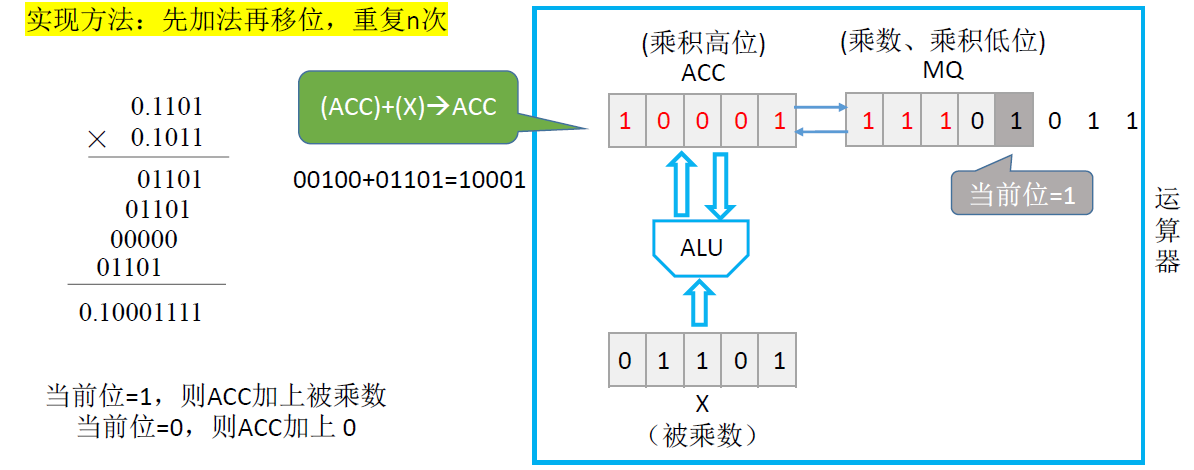 实现方法：先加法再移位，重复n次
0.1101
× 0.1011
01101
01101
00000
01101
0.10001111
当前位=1，则ACC加上被乘数
当前位=0，则ACC加上 0
(ACC)+(X)→ACC
00100+01101=10001
(乘积高位)
ACC
(乘数、乘积低位)
MQ
1 0 0 0 1
1 1 1 0 1 0 1 1
当前位=1
ALU
0 1 1 0 1
X
（被乘数）
运算器